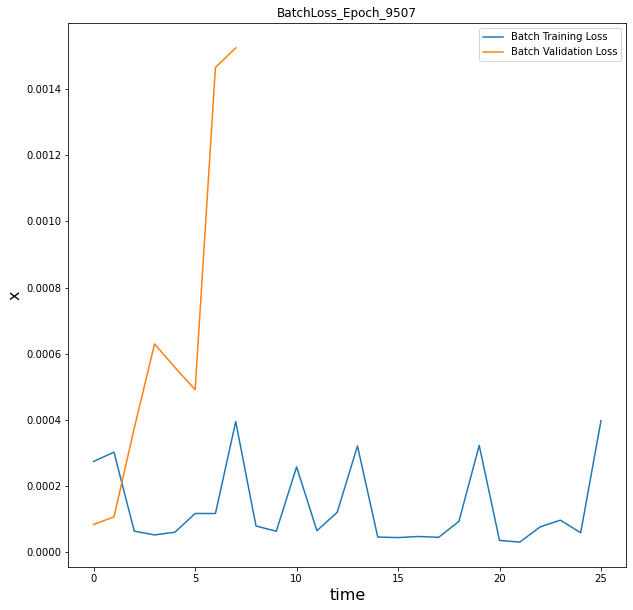 BatchLoss_Epoch_9507
Batch Training Loss
Batch Validation Loss
0.0014
0.0012
0.0010
0.0008
0.0006
0.0004
0.0002
0.0000
x
0 5 10 15 20 25
time